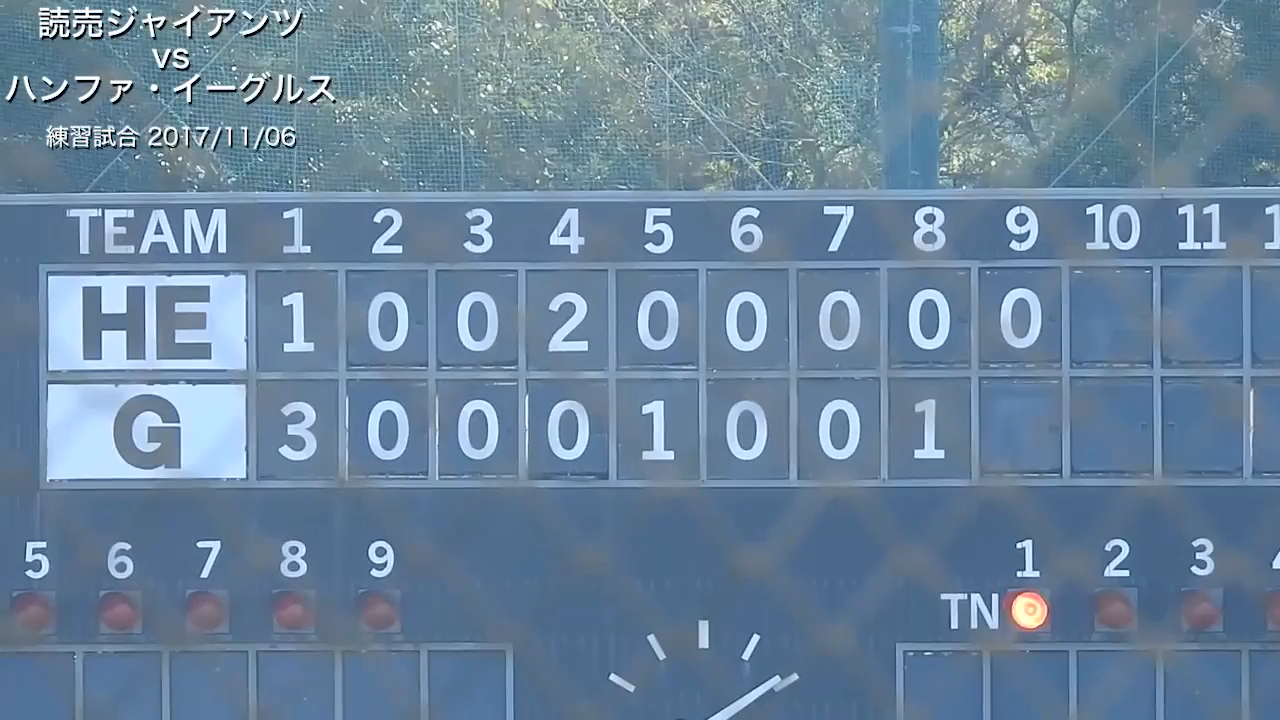 読売ジャイアンツ
vs
ハンファ・イーグルス
練習試合 2017/11/06
TEAM 1 2 3 4 5 6 7 8 9 10 11
HE 1 0 0 2 0 0 0 0 0
G 3 0 0 0 1 0 0 1
5 6 7 8 9
1 2 3
TN